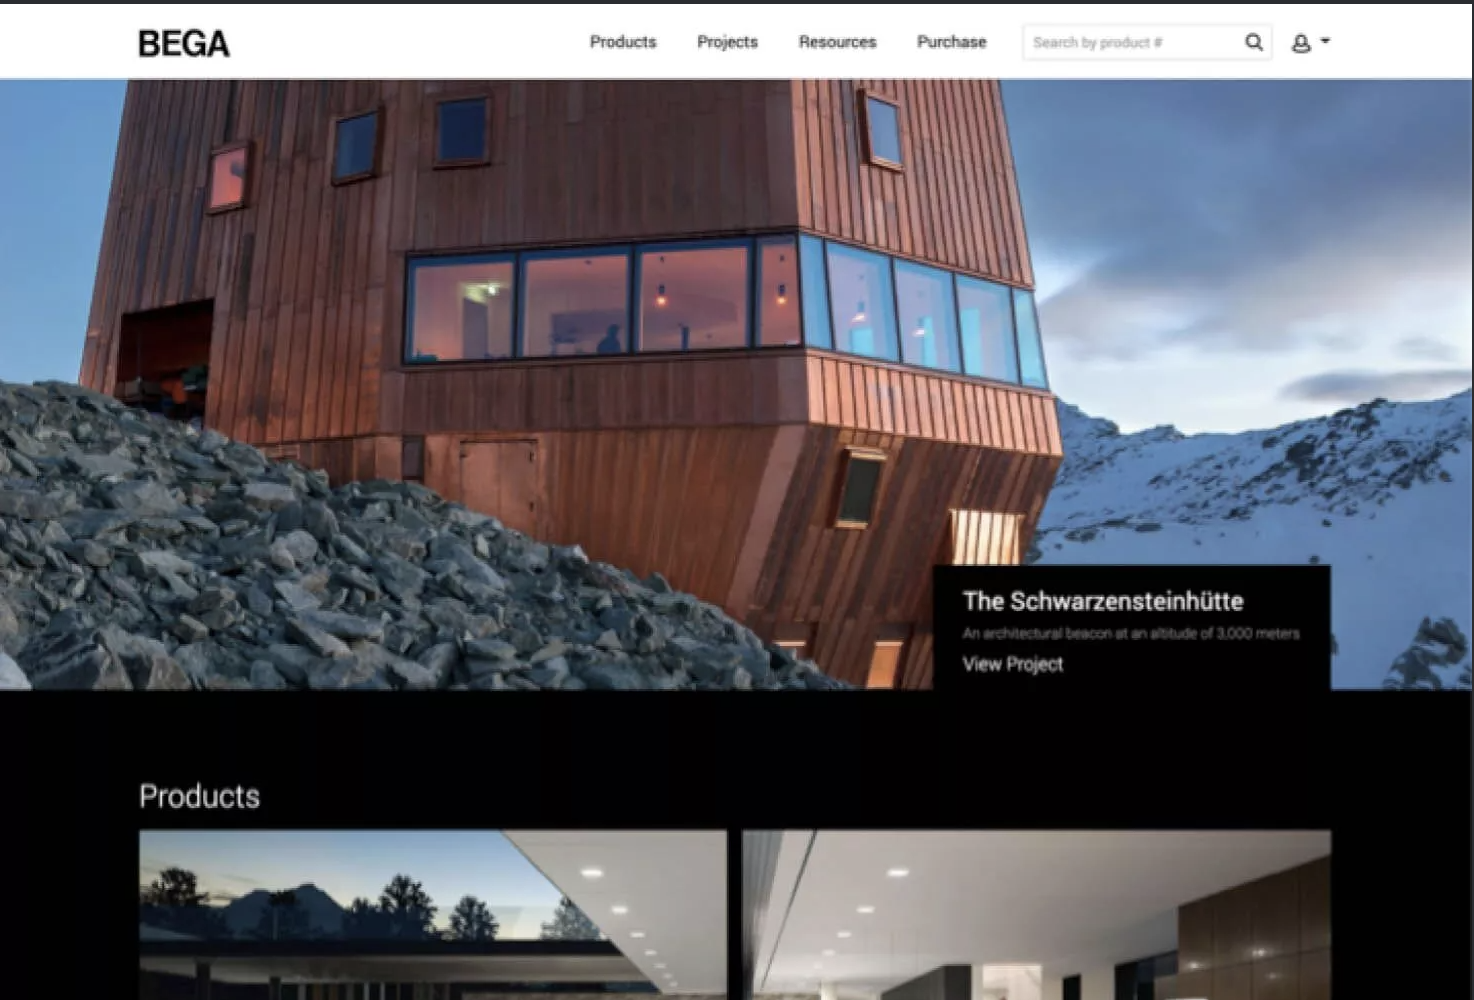 BEGA
Products
Projects
Resources
Purchase
Search by product #
The Schwarzensteinhütte
An architectural beacon at an altitude of 3,000 meters
View Project
Products